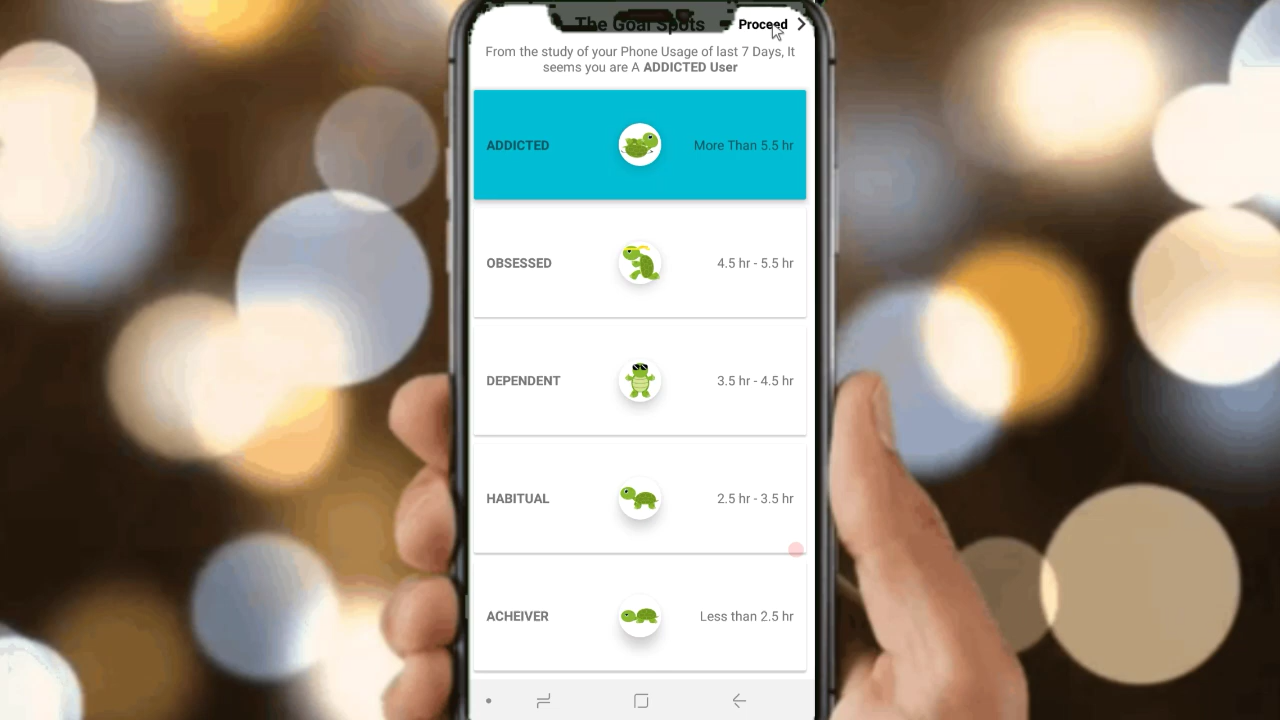 The Goal Spots
Proceed
From the study of your Phone Usage of last 7 Days, It
seems you are A ADDICTED User
ADDICTED
More Than 5.5 hr
OBSESSED
4.5 hr - 5.5 hr
DEPENDENT
3.5 hr - 4.5 hr
HABITUAL
2.5 hr - 3.5 hr
ACHEIVER
Less than 2.5 hr